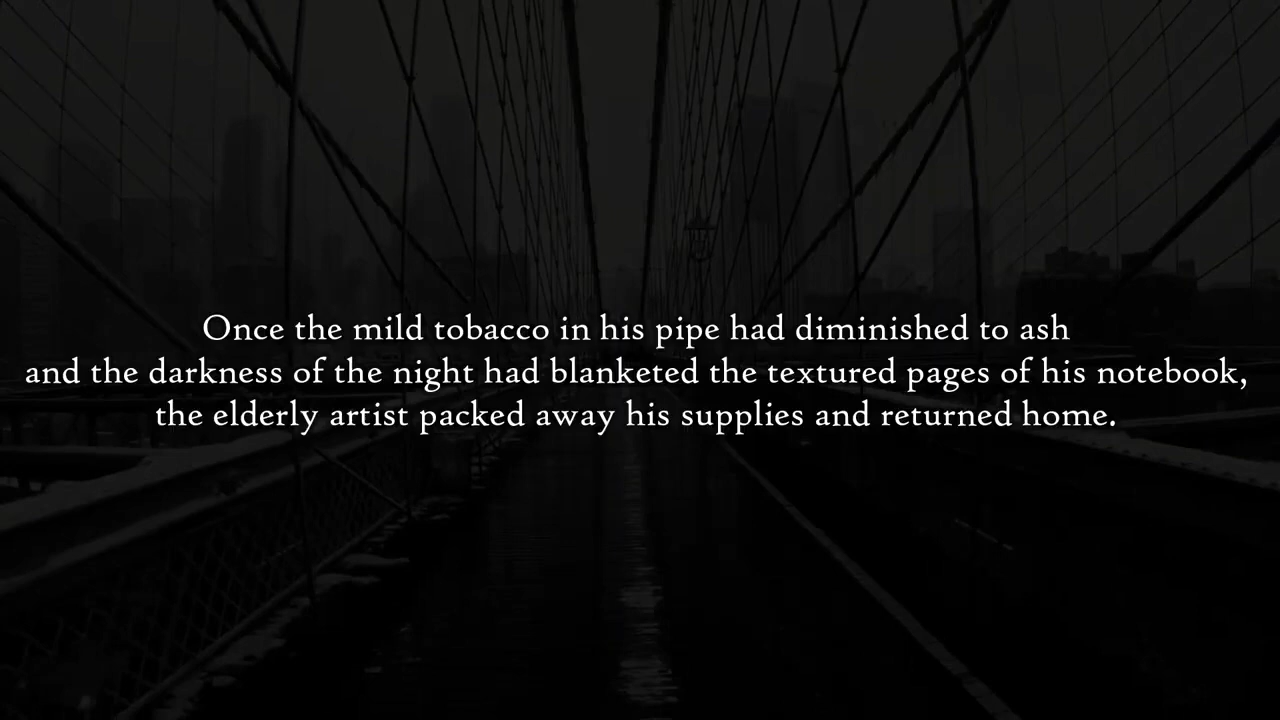 Once the mild tobacco in his pipe had diminished to ash
and the darkness of the night had blanketed the textured pages of his notebook,
the elderly artist packed away his supplies and returned home.